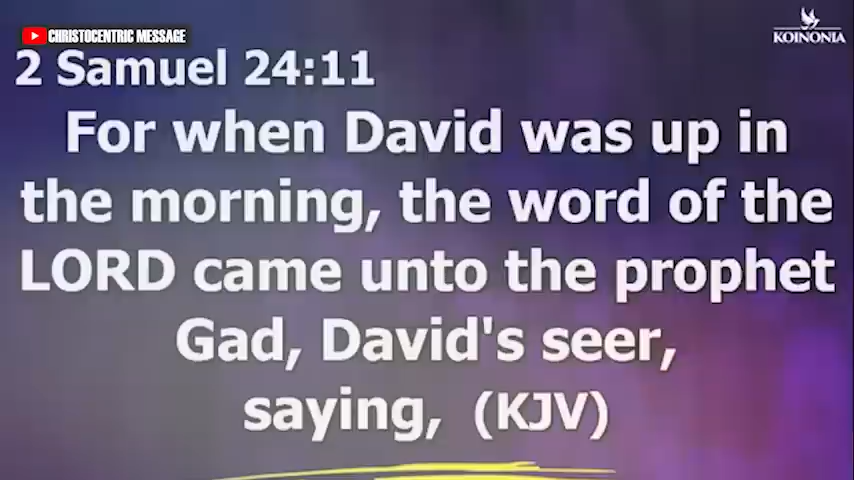 CHRISTOCENTRIC MESSAGE
KOINONIA
2 Samuel 24:11
For when David was up in
the morning, the word of the
LORD came unto the prophet
Gad, David's seer,
saying, (KJV)